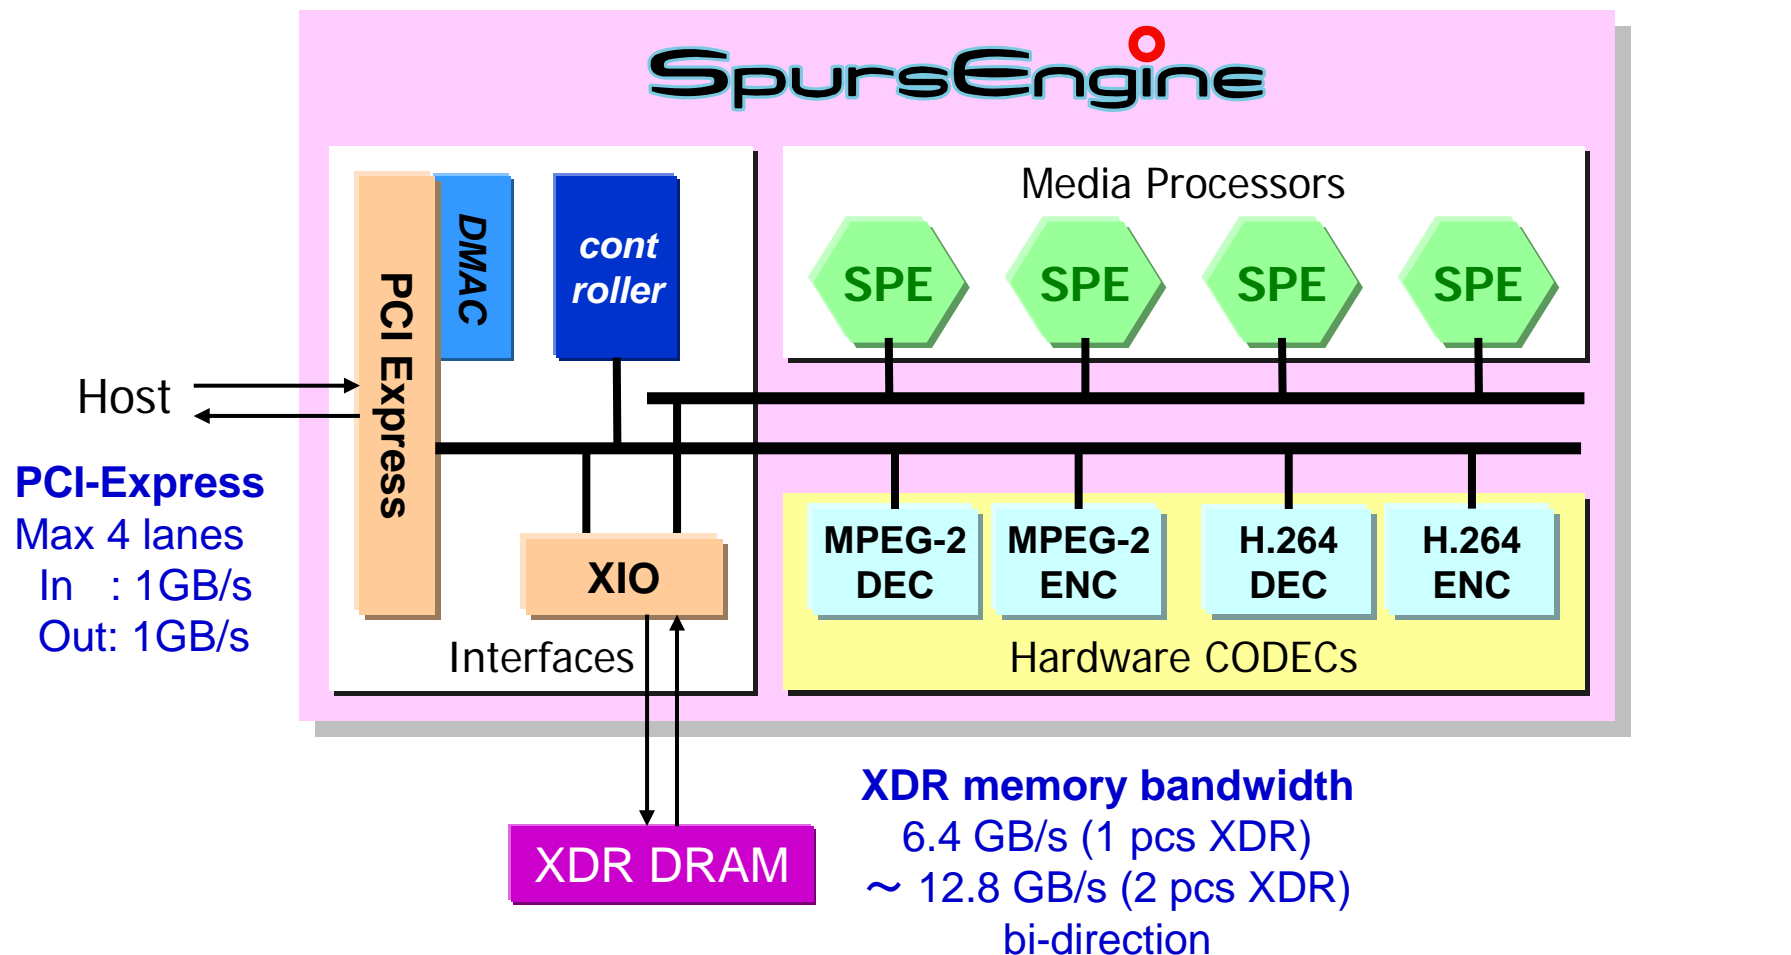 SpursEngine
Media Processors
SPE
SPE
SPE
SPE
PCI Express
DMAC
cont
roller
Host
PCI-Express
Max 4 lanes
In : 1GB/s
Out: 1GB/s
XIO
Interfaces
MPEG-2
DEC
MPEG-2
ENC
H.264
DEC
H.264
ENC
Hardware CODECs
XDR DRAM
XDR memory bandwidth
6.4 GB/s (1 pcs XDR)
～ 12.8 GB/s (2 pcs XDR)
bi-direction